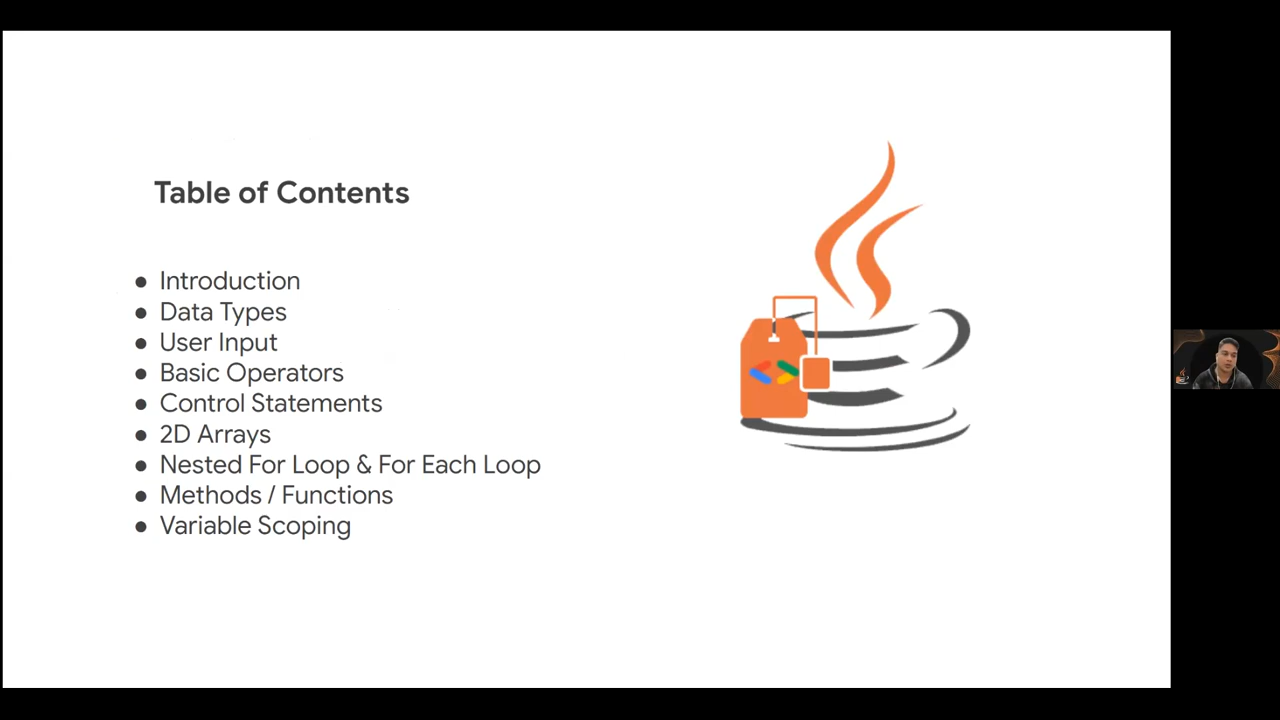 Table of Contents
● Introduction
● Data Types
● User Input
● Basic Operators
● Control Statements
● 2D Arrays
● Nested For Loop & For Each Loop
● Methods / Functions
● Variable Scoping